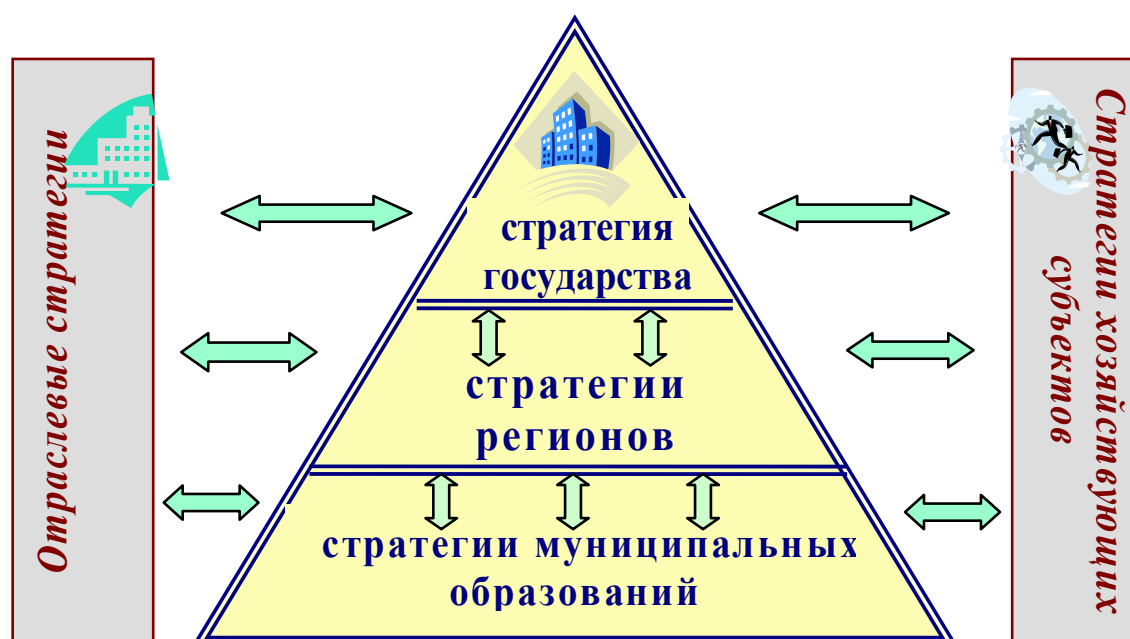 Отраслевые стратегии
стратегия
государства
стратегии
регионов
стратегии муниципальных
образований
Стратегии хозяйствующих
субъектов